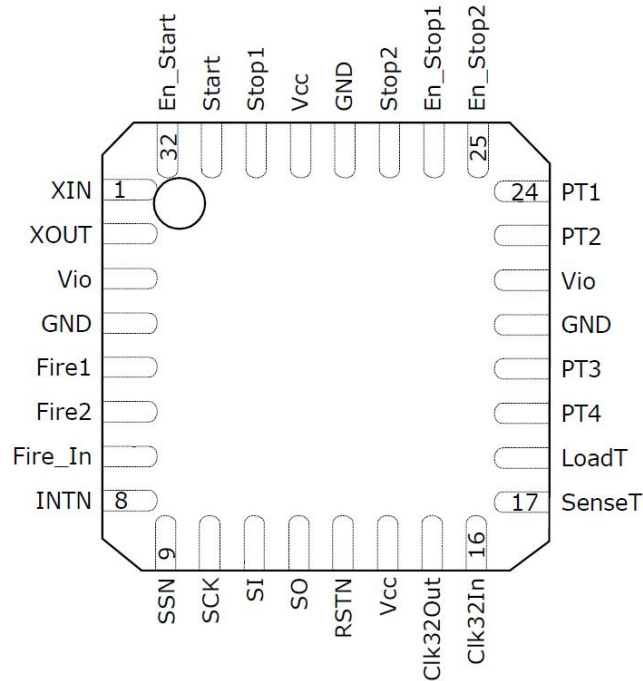 En_Start
Start
Stop1
Vcc
GND
Stop2
En_Stop1
En_Stop2
32
25
XIN 1
XOUT
Vio
GND
Fire1
Fire2
Fire_In
INTN 8
24 PT1
PT2
Vio
GND
PT3
PT4
LoadT
17 SenseT
9
16
SSN
SCK
SI
SO
RSTN
Vcc
Clk32Out
Clk32In